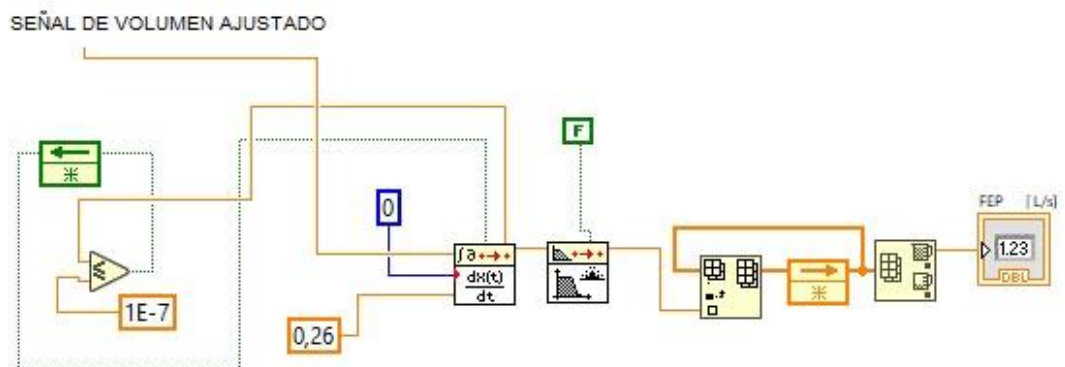 SEÑAL DE VOLUMEN AJUSTADO
F
0
FEP [L/s]
1.23
DBL
dX(t)
dt
1E-7
0,26